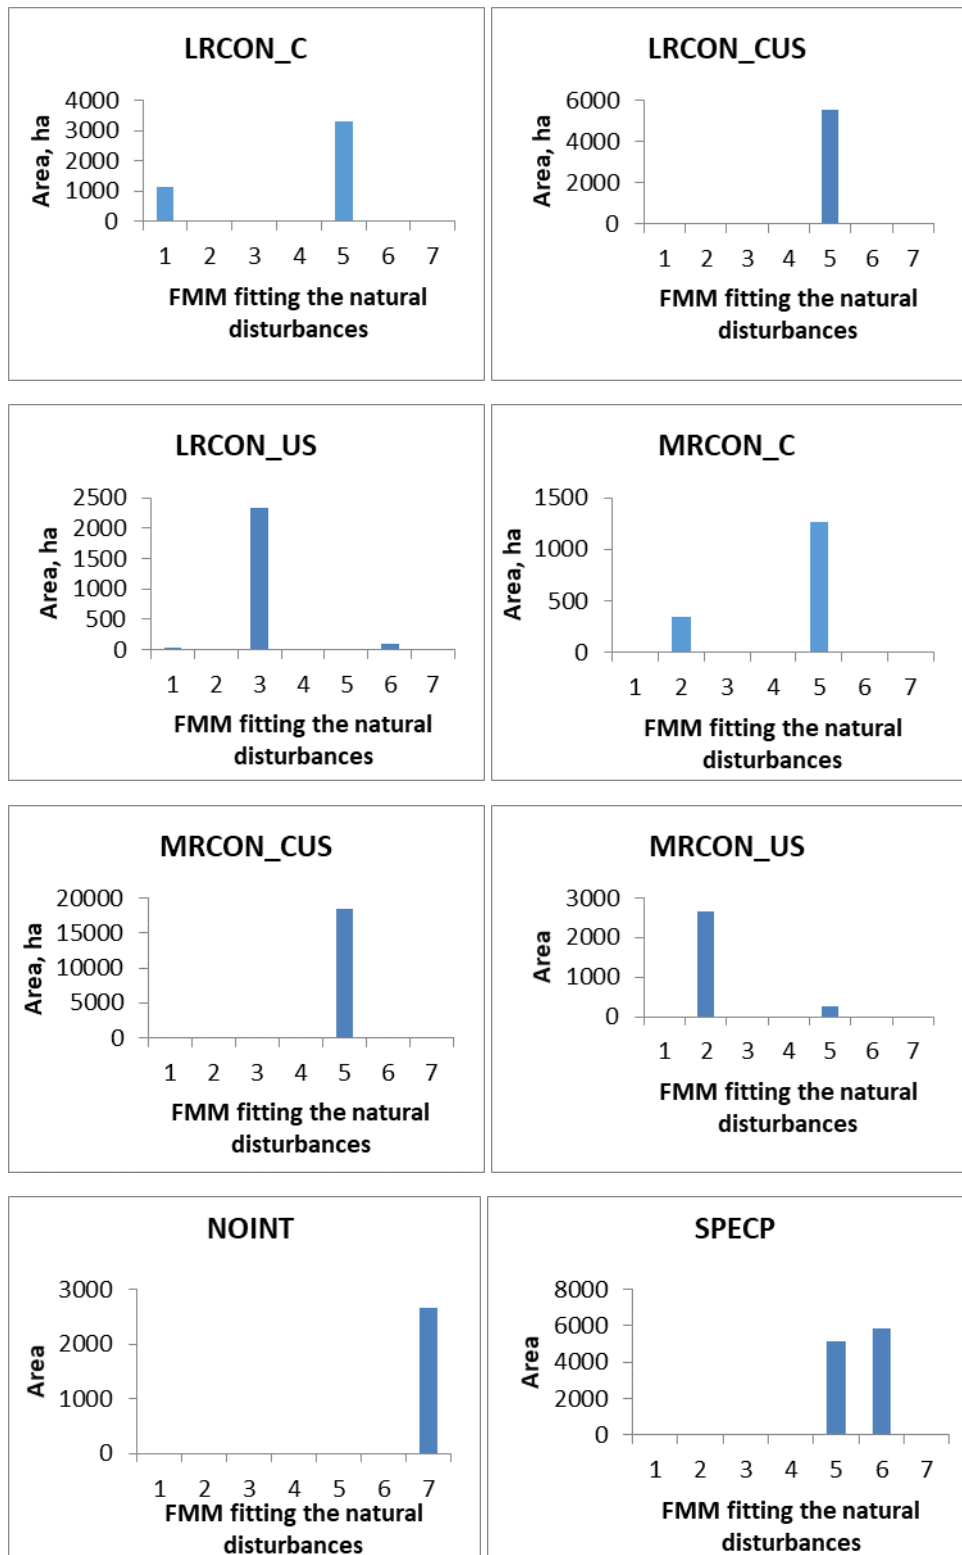 LRCON_C
Area, ha
4000
3000
2000
1000
0
1 2 3 4 5 6 7
FMM fitting the natural
disturbances
LRCON_CUS
Area, ha
6000
4000
2000
0
1 2 3 4 5 6 7
FMM fitting the natural
disturbances
LRCON_US
Area, ha
2500
2000
1500
1000
500
0
1 2 3 4 5 6 7
FMM fitting the natural
disturbances
MRCON_C
Area, ha
1500
1000
500
0
1 2 3 4 5 6 7
FMM fitting the natural
disturbances
MRCON_CUS
Area, ha
20000
15000
10000
5000
0
1 2 3 4 5 6 7
FMM fitting the natural
disturbances
MRCON_US
Area
3000
2000
1000
0
1 2 3 4 5 6 7
FMM fitting the natural
disturbances
NOINT
Area
3000
2000
1000
0
1 2 3 4 5 6 7
FMM fitting the natural
disturbances
SPECP
Area
8000
6000
4000
2000
0
1 2 3 4 5 6 7
FMM fitting the natural
disturbances